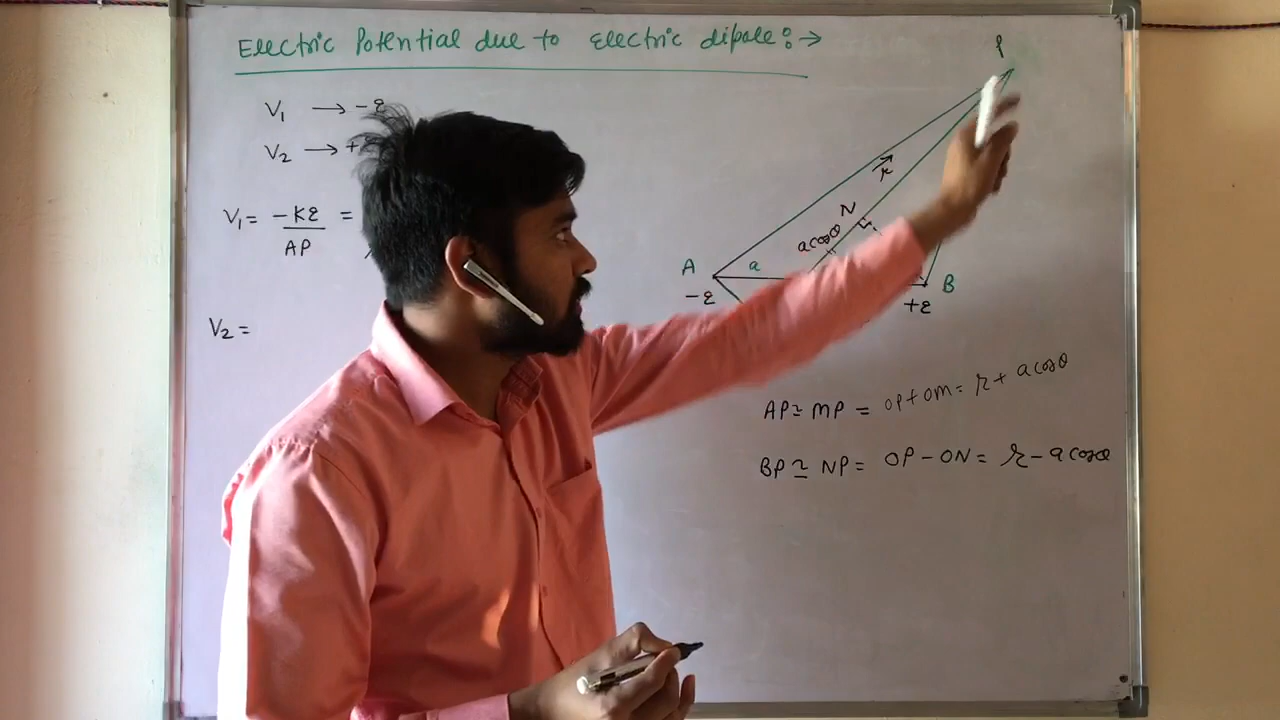 Electric Potential due to electric dipole :→
V₁ → -q
V₂ → +
V₁ = -Kq / AP =
V₂ =
P
r
N
a cosθ
A
a
-q
B
+q
AP ≃ MP = OP + OM = r + a cosθ
BP ≃ NP = OP - ON = r - a cosθ